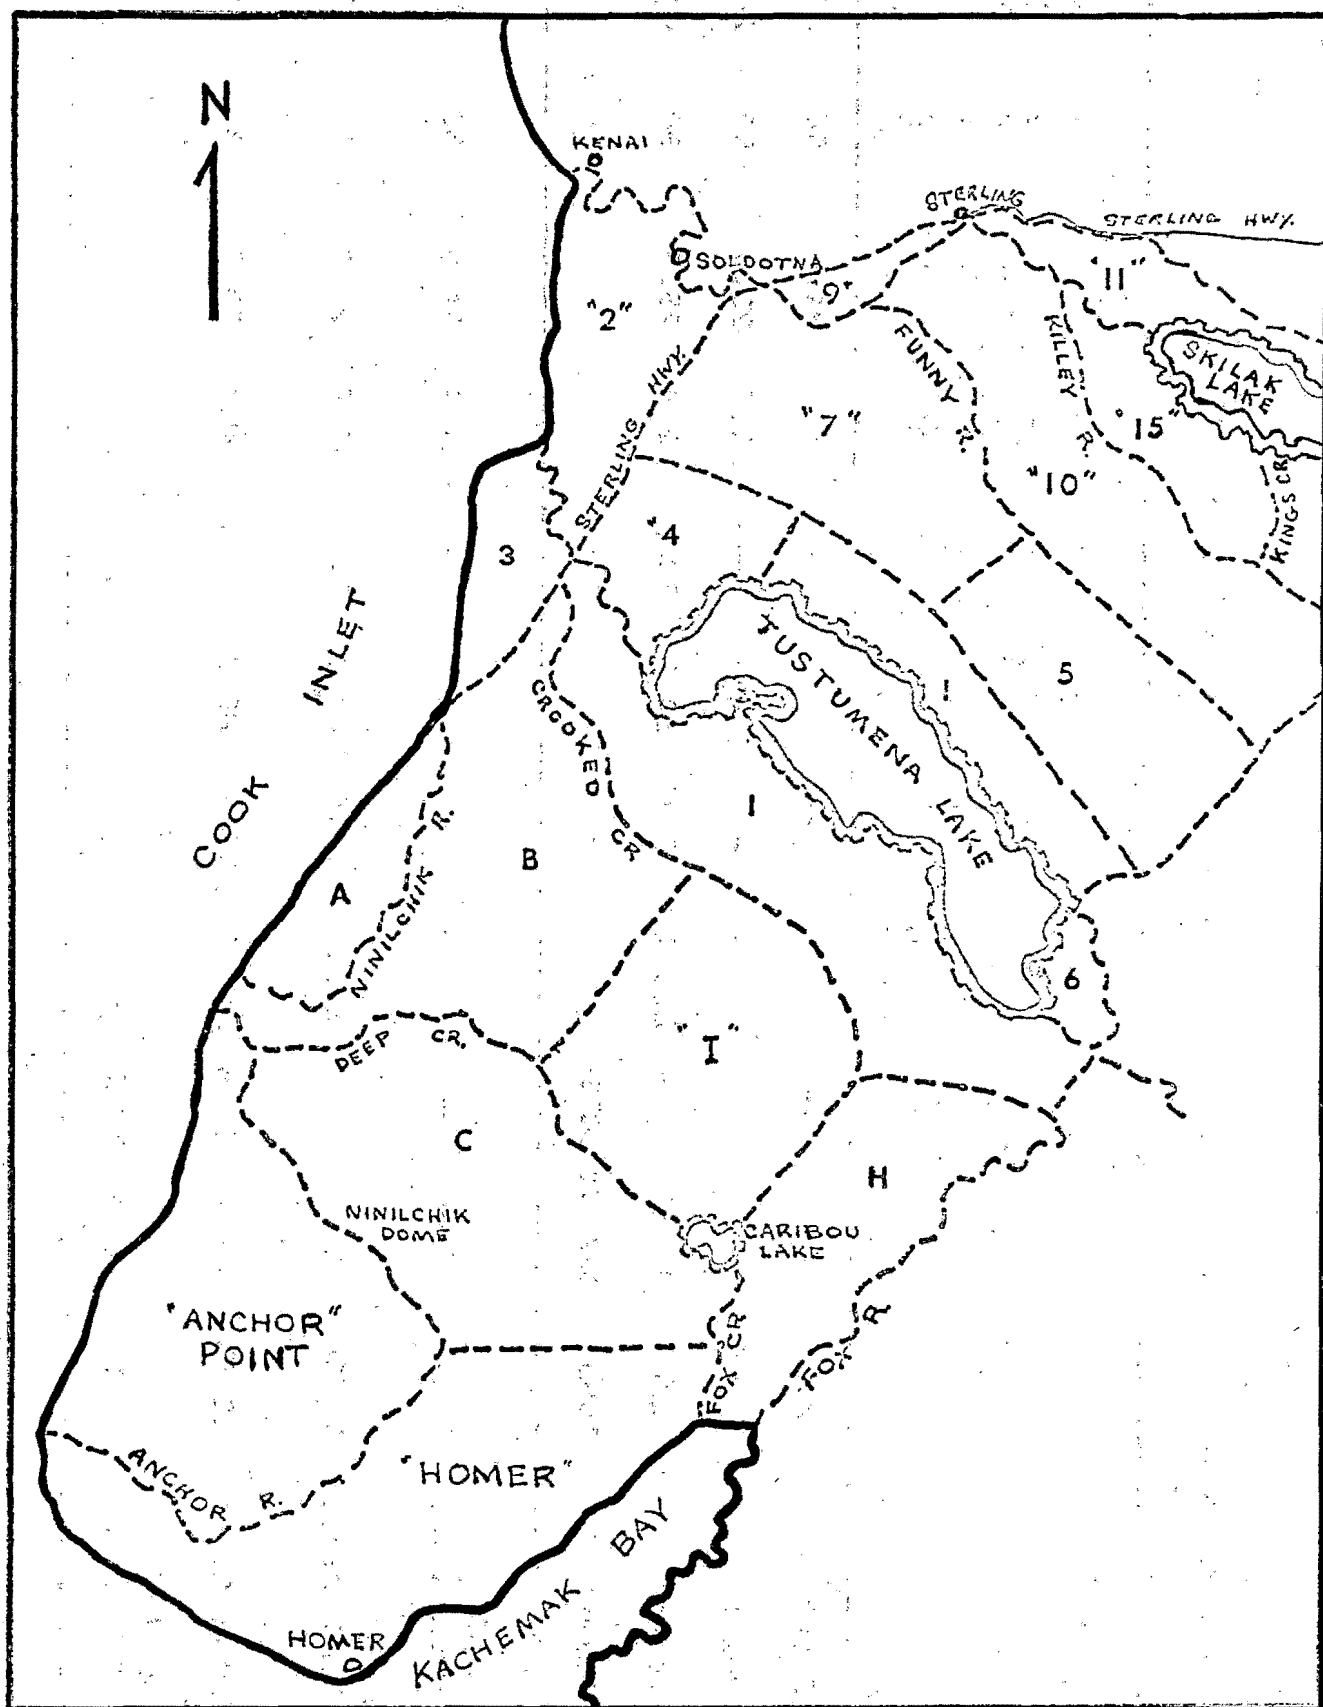 N
KENAI
STERLING
STERLING HWY.
"11"
SOLDOTNA
"9"
"2"
FUNNY R.
KILLEY R.
SKILAK
LAKE
STERLING HWY.
"7"
"15"
"10"
KINGS CR.
"4
3
TUSTUMENA LAKE
COOK INLET
5
1
CROOKED CR.
1
B
A
NINILCHIK R.
6
"I"
DEEP CR.
C
H
NINILCHIK
DOME
CARIBOU
LAKE
"ANCHOR"
POINT
FOX CR
FOX R.
"HOMER"
ANCHOR R.
KACHEMAK BAY
HOMER